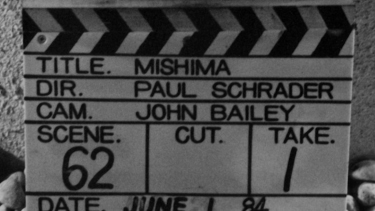 TITLE. MISHIMA
DIR. PAUL SCHRADER
CAM. JOHN BAILEY
SCENE. CUT. TAKE.
62 1
DATE. JUNE 1 84